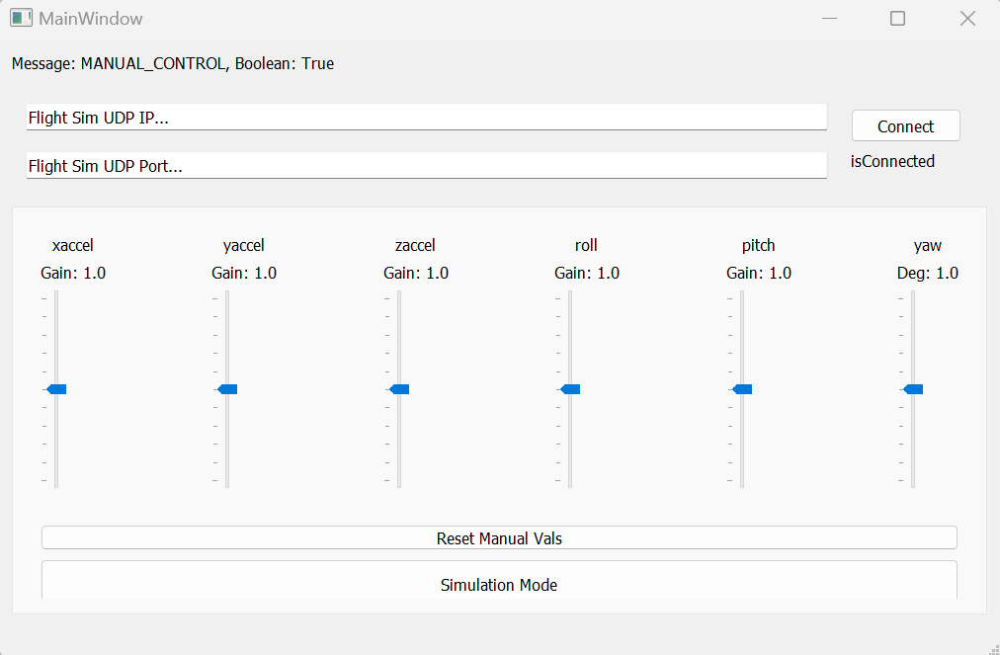 MainWindow
Message: MANUAL_CONTROL, Boolean: True
Flight Sim UDP IP...
Connect
Flight Sim UDP Port...
isConnected
xaccel yaccel zaccel roll pitch yaw
Gain: 1.0 Gain: 1.0 Gain: 1.0 Gain: 1.0 Gain: 1.0 Deg: 1.0
Reset Manual Vals
Simulation Mode